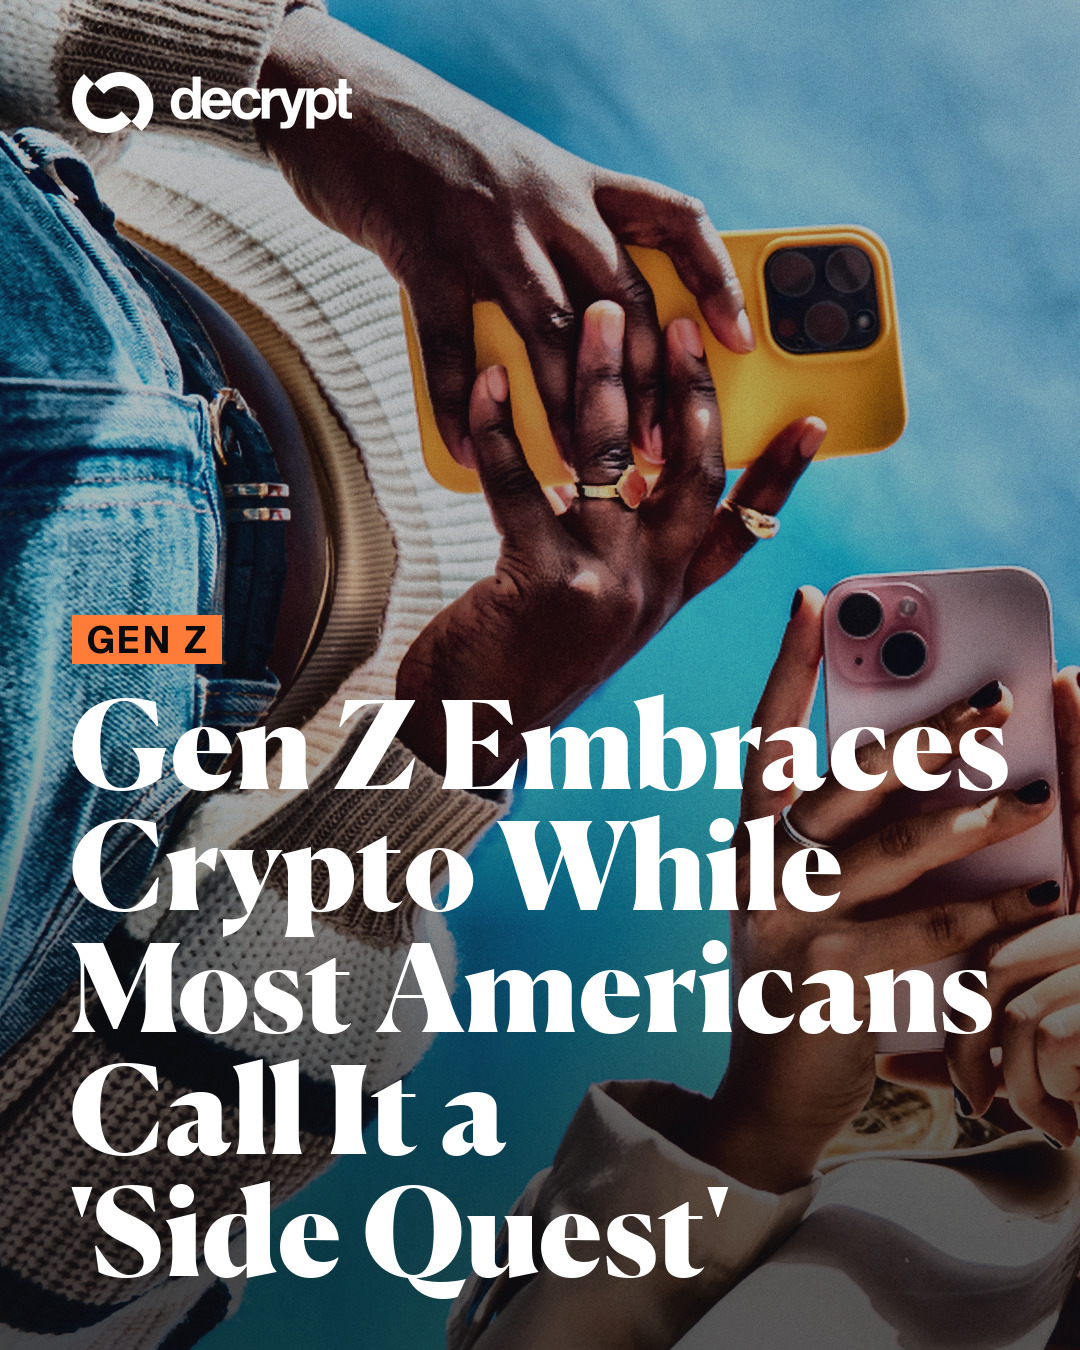 decrypt
GEN Z
Gen Z Embraces
Crypto While
Most Americans
Call It a
'Side Quest'